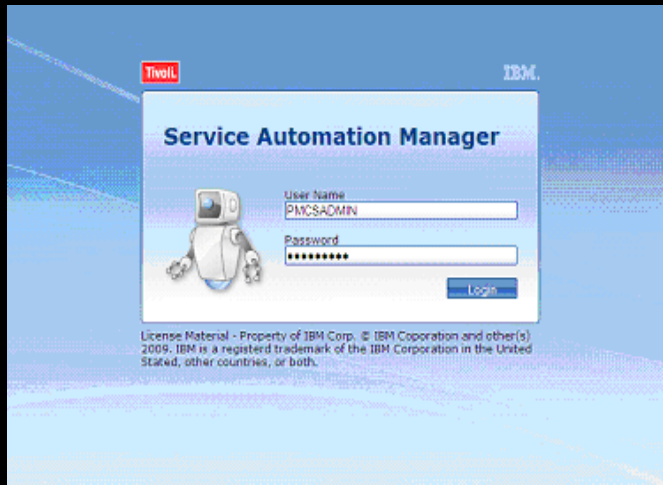 Tivoli.
IBM.
Service Automation Manager
User Name
PMCSADMIN
Password
Login
License Material - Property of IBM Corp. © IBM Coporation and other(s)
2009. IBM is a registerd trademark of the IBM Corporation in the United
Stated, other countries, or both.